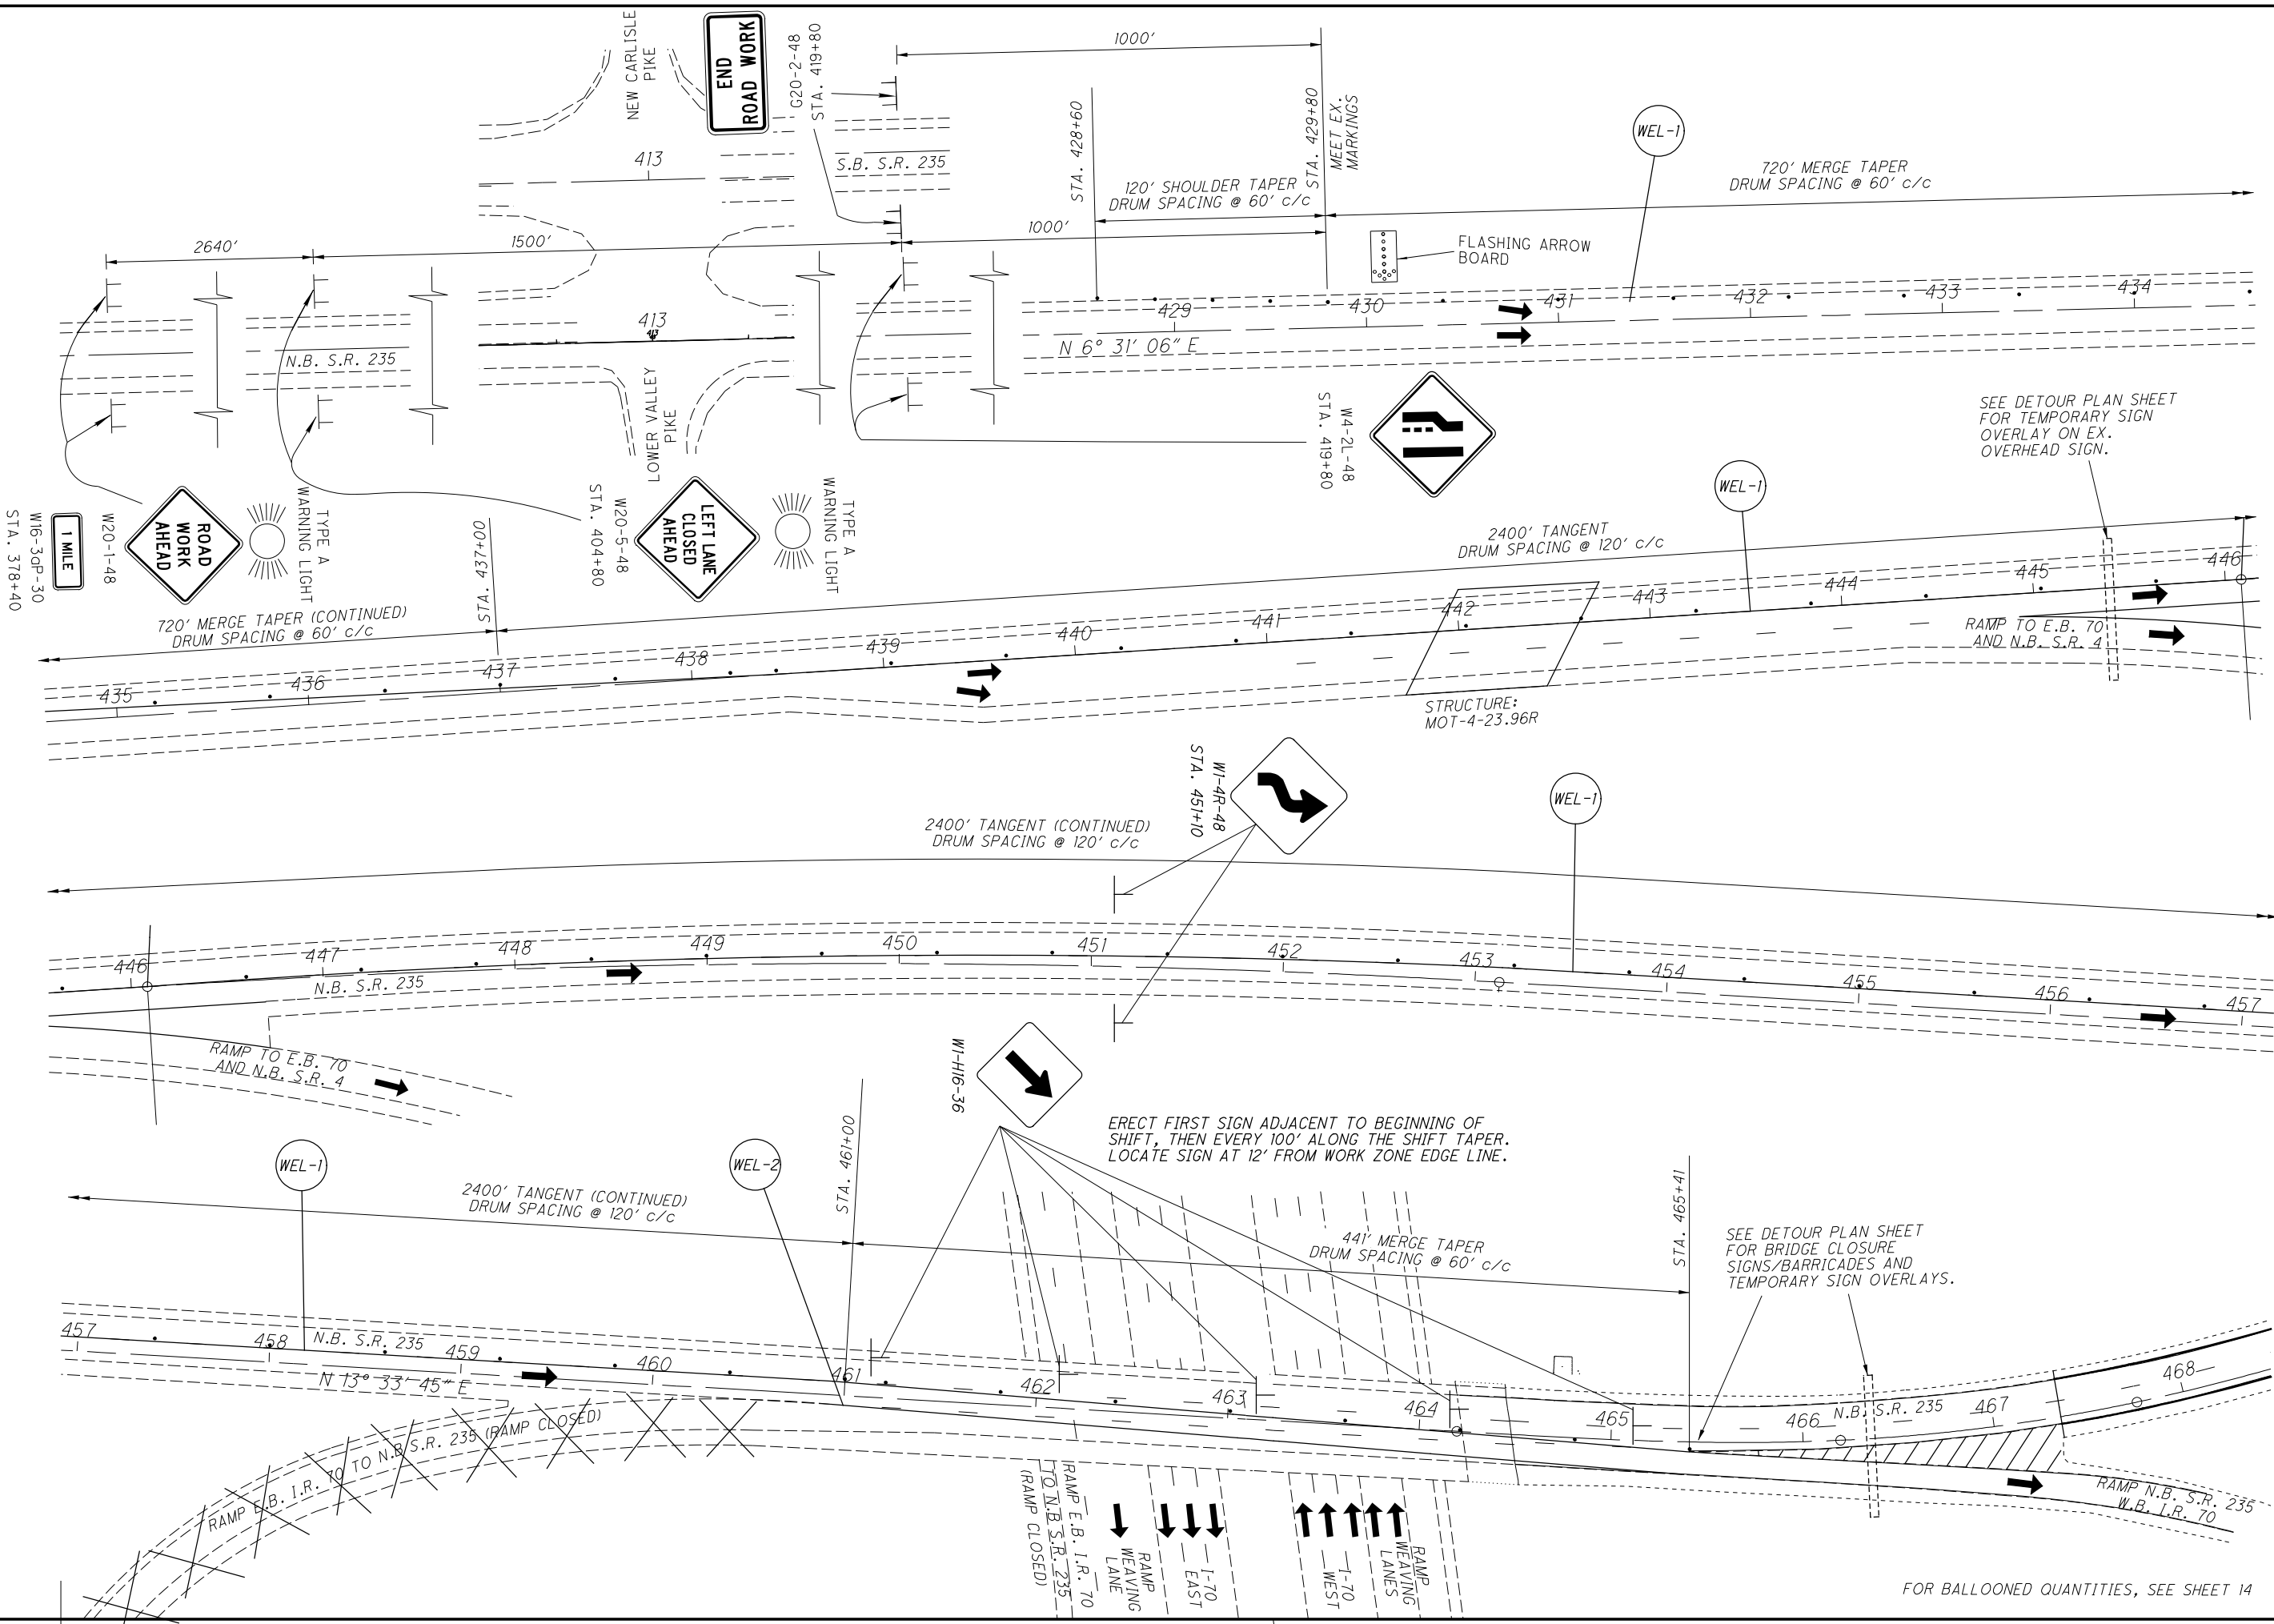 NEW CARLISLE
PIKE
END
ROAD WORK
G20-2-48
STA. 419+80
1000'
413
S.B. S.R. 235
STA. 428+60
120' SHOULDER TAPER
DRUM SPACING @ 60' c/c
STA. 429+80
MEET EX.
MARKINGS
WEL-1
720' MERGE TAPER
DRUM SPACING @ 60' c/c
2640'
1500'
1000'
FLASHING ARROW
BOARD
N.B. S.R. 235
413
413
429
430
431
432
433
434
N 6° 31' 06" E
LOWER VALLEY
PIKE
W4-2L-48
STA. 419+80
TYPE A
WARNING LIGHT
ROAD
WORK
AHEAD
W20-1-48
1 MILE
W16-3aP-30
STA. 378+40
TYPE A
WARNING LIGHT
LEFT LANE
CLOSED
AHEAD
W20-5-48
STA. 404+80
SEE DETOUR PLAN SHEET
FOR TEMPORARY SIGN
OVERLAY ON EX.
OVERHEAD SIGN.
WEL-1
720' MERGE TAPER (CONTINUED)
DRUM SPACING @ 60' c/c
STA. 437+00
2400' TANGENT
DRUM SPACING @ 120' c/c
435
436
437
438
439
440
441
442
443
444
445
446
RAMP TO E.B. 70
AND N.B. S.R. 4
STRUCTURE:
MOT-4-23.96R
W1-4R-48
STA. 451+10
WEL-1
2400' TANGENT (CONTINUED)
DRUM SPACING @ 120' c/c
446
447
448
449
450
451
452
453
454
455
456
457
N.B. S.R. 235
RAMP TO E.B. 70
AND N.B. S.R. 4
W1-H16-36
ERECT FIRST SIGN ADJACENT TO BEGINNING OF
SHIFT, THEN EVERY 100' ALONG THE SHIFT TAPER.
LOCATE SIGN AT 12' FROM WORK ZONE EDGE LINE.
WEL-1
WEL-2
2400' TANGENT (CONTINUED)
DRUM SPACING @ 120' c/c
STA. 461+00
441' MERGE TAPER
DRUM SPACING @ 60' c/c
STA. 465+41
SEE DETOUR PLAN SHEET
FOR BRIDGE CLOSURE
SIGNS/BARRICADES AND
TEMPORARY SIGN OVERLAYS.
457
458
N.B. S.R. 235
459
460
461
462
463
464
465
466
N.B. S.R. 235
467
468
N 13° 33' 45" E
RAMP E.B. I.R. 70 TO N.B S.R. 235 (RAMP CLOSED)
RAMP E.B. I.R. 70
TO N.B S.R. 235
(RAMP CLOSED)
RAMP
WEAVING
LANE
I-70
EAST
I-70
WEST
RAMP
WEAVING
LANES
RAMP N.B. S.R. 235
W.B. I.R. 70
FOR BALLOONED QUANTITIES, SEE SHEET 14